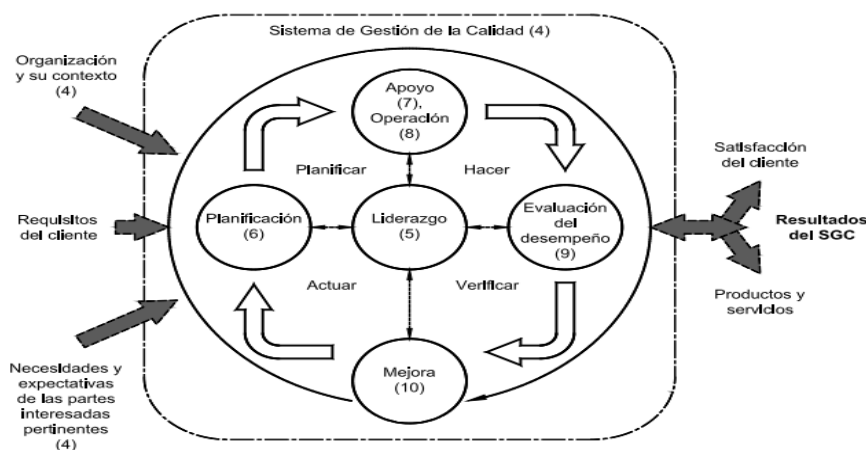 Sistema de Gestión de la Calidad (4)
Organización
y su contexto
(4)
Requisitos
del cliente
Necesidades y
expectativas
de las partes
interesadas
pertinentes
(4)
Apoyo
(7),
Operación
(8)
Planificar
Hacer
Planificación
(6)
Liderazgo
(5)
Evaluación
del
desempeño
(9)
Actuar
Verificar
Mejora
(10)
Satisfacción
del cliente
Resultados
del SGC
Productos y
servicios